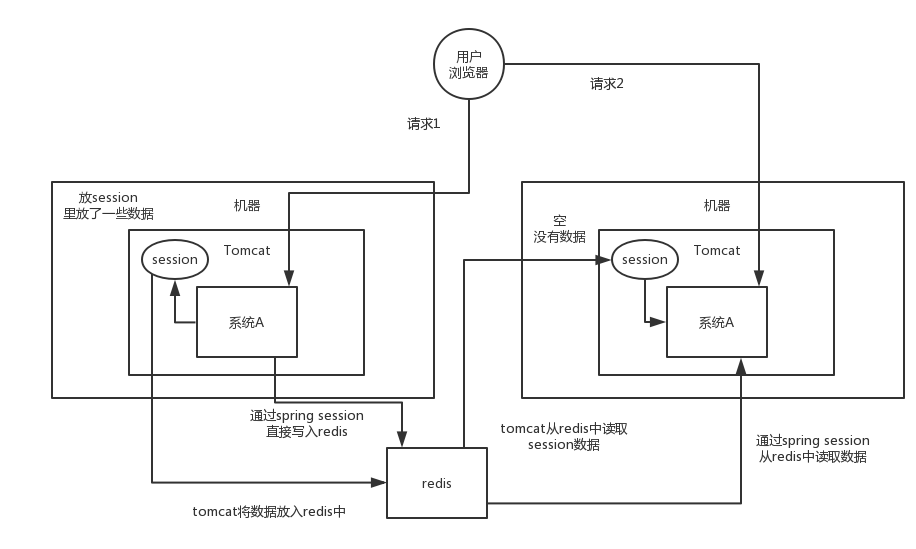 用户
浏览器
请求2
请求1
放session
里放了一些数据
机器
机器
空
没有数据
Tomcat
session
系统A
Tomcat
session
系统A
通过spring session
直接写入redis
tomcat从redis中读取
session数据
通过spring session
从redis中读取数据
redis
tomcat将数据放入redis中